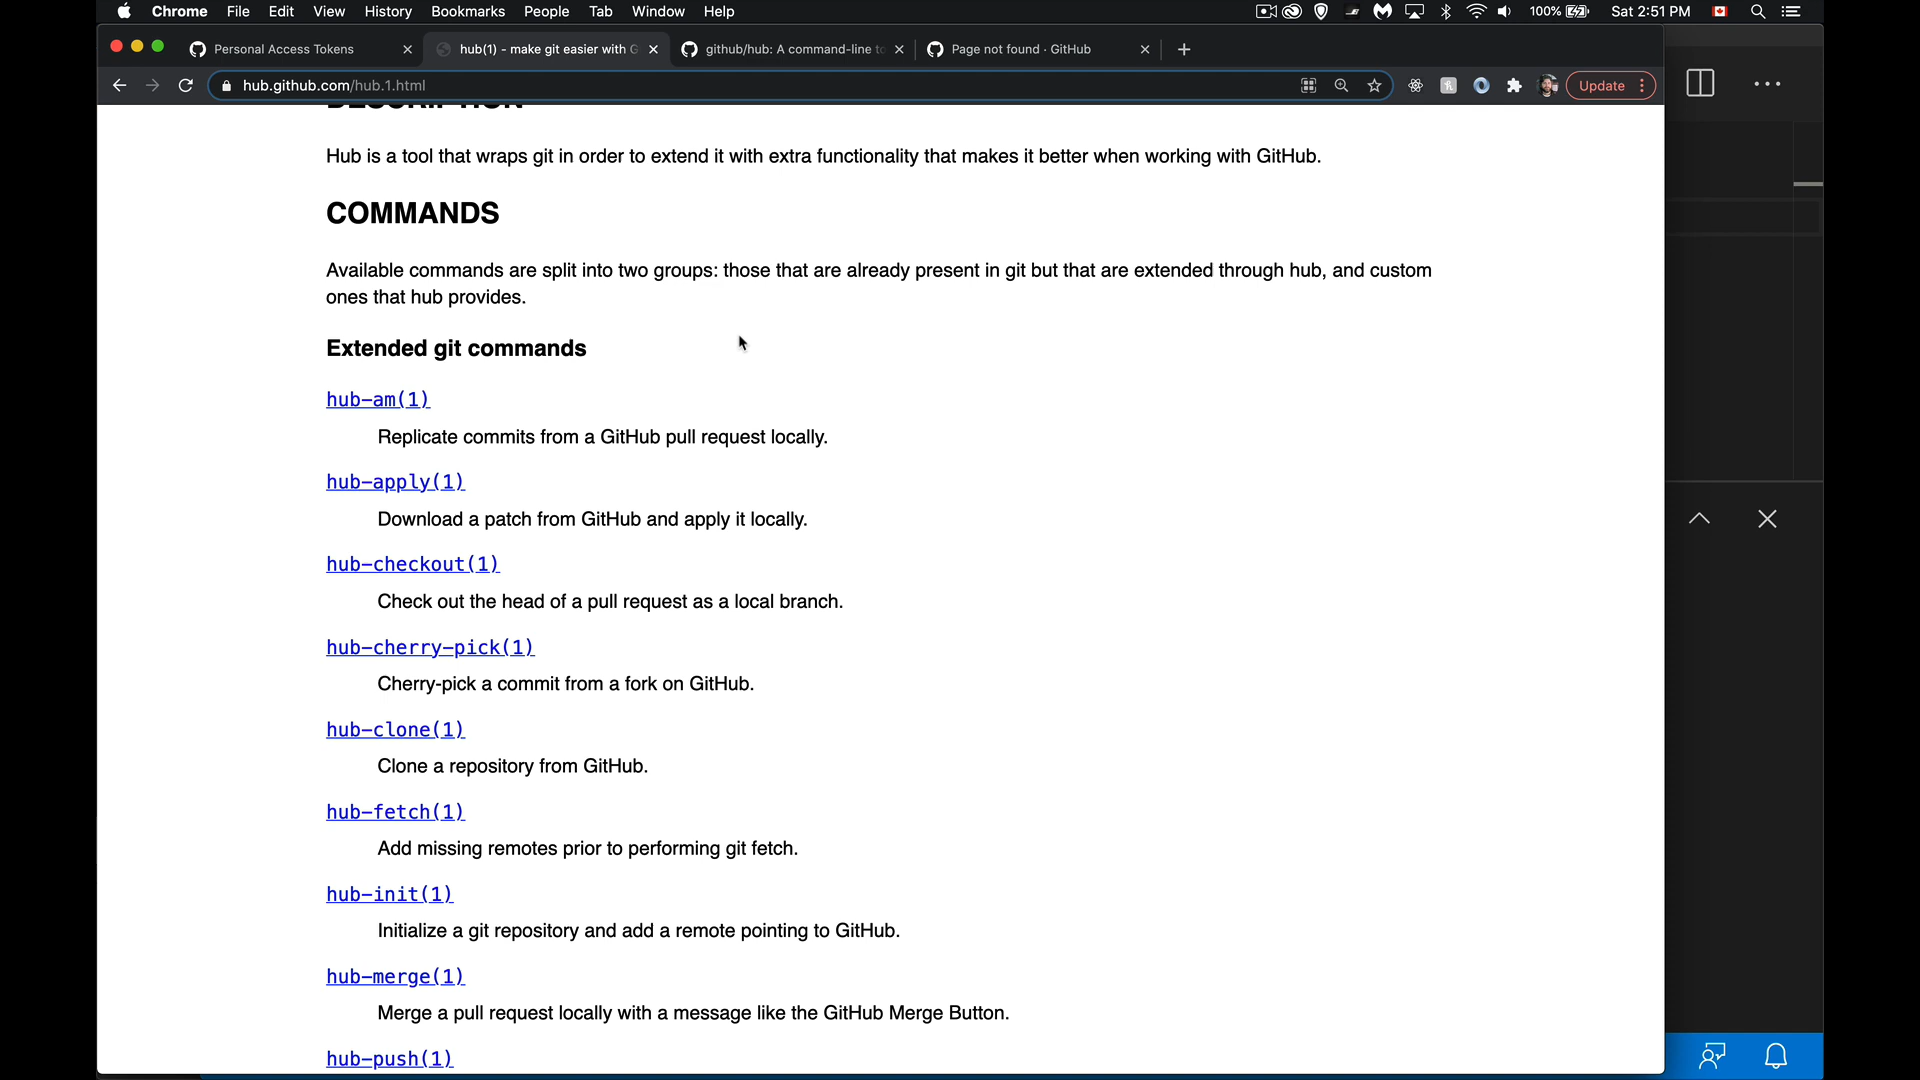 Chrome File Edit View History Bookmarks People Tab Window Help 100% Sat 2:51 PM
Personal Access Tokens hub(1) - make git easier with G github/hub: A command-line to Page not found · GitHub
hub.github.com/hub.1.html Update
DESCRIPTION
Hub is a tool that wraps git in order to extend it with extra functionality that makes it better when working with GitHub.
COMMANDS
Available commands are split into two groups: those that are already present in git but that are extended through hub, and custom
ones that hub provides.
Extended git commands
hub-am(1)
Replicate commits from a GitHub pull request locally.
hub-apply(1)
Download a patch from GitHub and apply it locally.
hub-checkout(1)
Check out the head of a pull request as a local branch.
hub-cherry-pick(1)
Cherry-pick a commit from a fork on GitHub.
hub-clone(1)
Clone a repository from GitHub.
hub-fetch(1)
Add missing remotes prior to performing git fetch.
hub-init(1)
Initialize a git repository and add a remote pointing to GitHub.
hub-merge(1)
Merge a pull request locally with a message like the GitHub Merge Button.
hub-push(1)